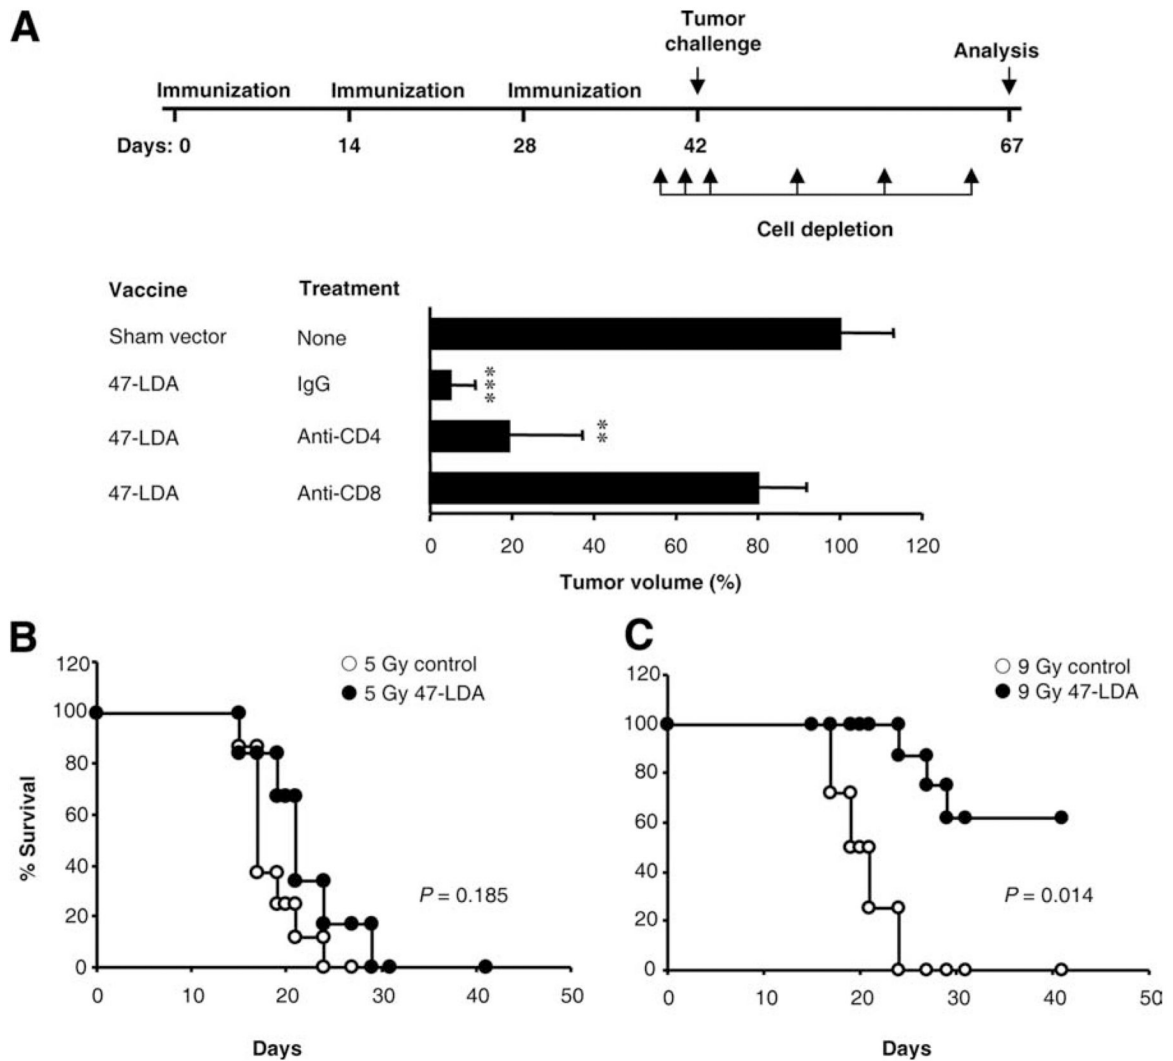 A
Tumor
challenge
Analysis
Immunization Immunization Immunization
Days: 0 14 28 42 67
Cell depletion
Vaccine Treatment
Sham vector None
47-LDA IgG ***
47-LDA Anti-CD4 **
47-LDA Anti-CD8
0 20 40 60 80 100 120
Tumor volume (%)
B
5 Gy control
5 Gy 47-LDA
120
100
80
60
40
20
0
% Survival
P = 0.185
0 10 20 30 40 50
Days
C
9 Gy control
9 Gy 47-LDA
120
100
80
60
40
20
0
P = 0.014
0 10 20 30 40 50
Days